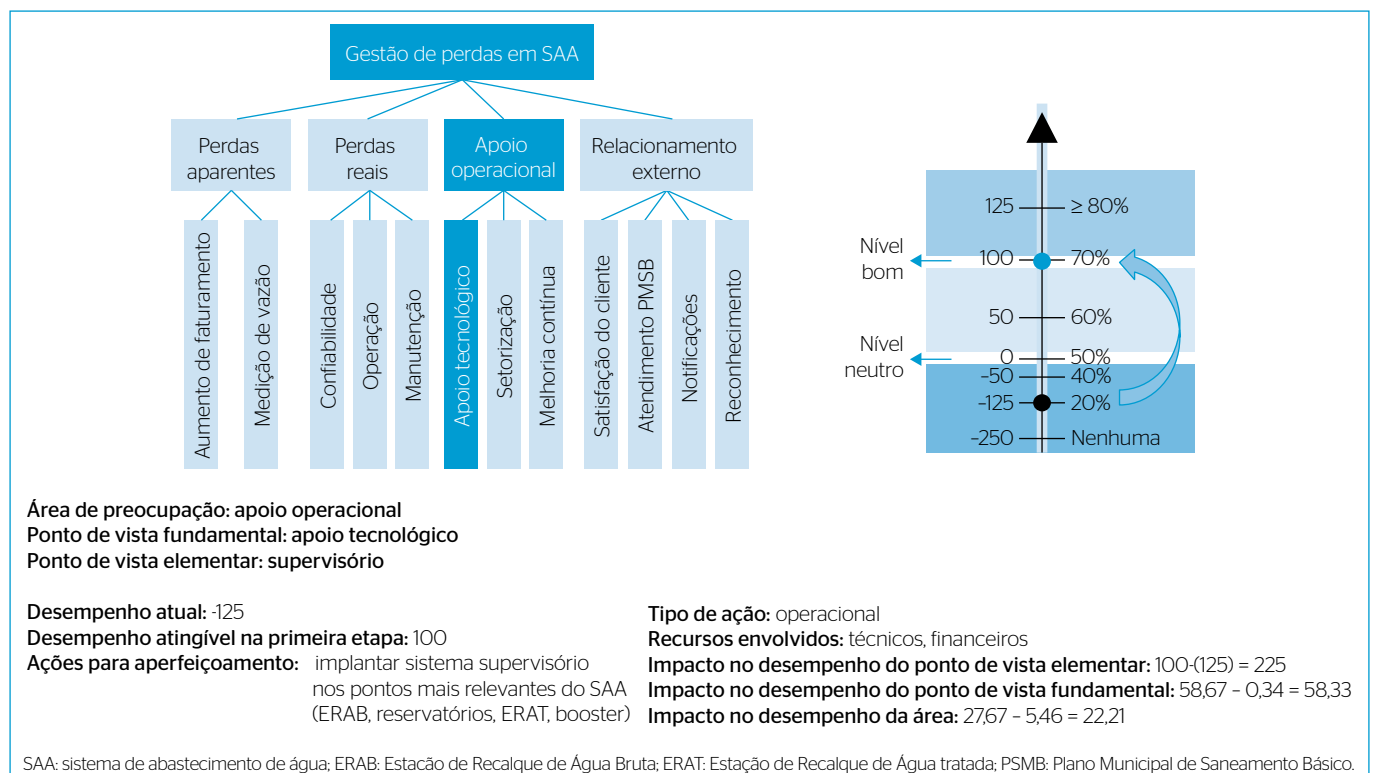 Gestão de perdas em SAA
Perdas
aparentes
Perdas
reais
Apoio
operacional
Relacionamento
externo
Aumento de faturamento
Medição de vazão
Confiabilidade
Operação
Manutenção
Apoio tecnológico
Setorização
Melhoria contínua
Satisfação do cliente
Atendimento PMSB
Notificações
Reconhecimento
125 ≥ 80%
Nível
bom
100 70%
50 60%
Nível
neutro
0 50%
-50 40%
-125 20%
-250 Nenhuma
Área de preocupação: apoio operacional
Ponto de vista fundamental: apoio tecnológico
Ponto de vista elementar: supervisório
Desempenho atual: -125
Desempenho atingível na primeira etapa: 100
Ações para aperfeiçoamento: implantar sistema supervisório
nos pontos mais relevantes do SAA
(ERAB, reservatórios, ERAT, booster)
Tipo de ação: operacional
Recursos envolvidos: técnicos, financeiros
Impacto no desempenho do ponto de vista elementar: 100-(125) = 225
Impacto no desempenho do ponto de vista fundamental: 58,67 – 0,34 = 58,33
Impacto no desempenho da área: 27,67 – 5,46 = 22,21
SAA: sistema de abastecimento de água; ERAB: Estacão de Recalque de Água Bruta; ERAT: Estação de Recalque de Água tratada; PSMB: Plano Municipal de Saneamento Básico.